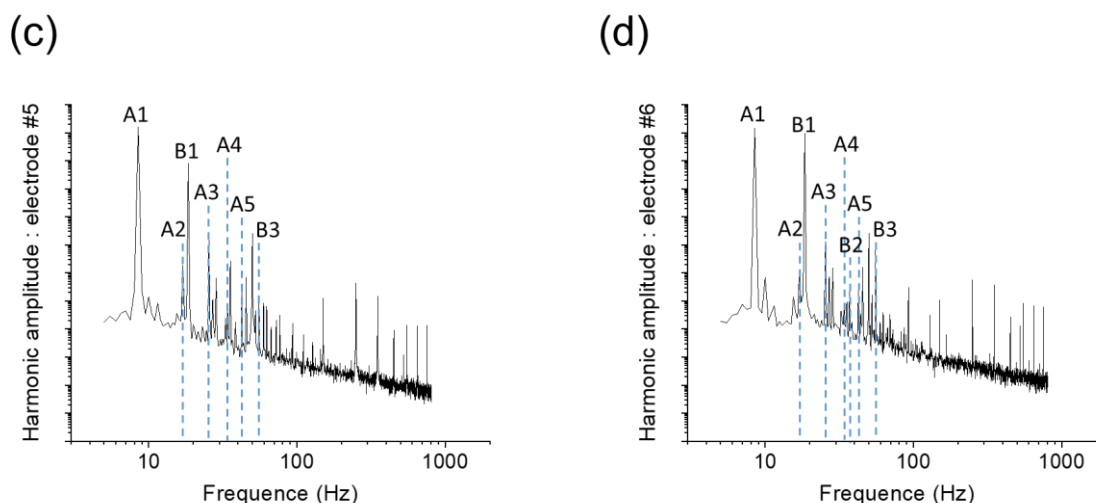 (c)
Harmonic amplitude : electrode #5
A1
A4
B1
A3
A5
A2
B3
10
100
1000
Frequence (Hz)
(d)
Harmonic amplitude : electrode #6
A1
B1
A4
A3
A5
A2
B2
B3
10
100
1000
Frequence (Hz)